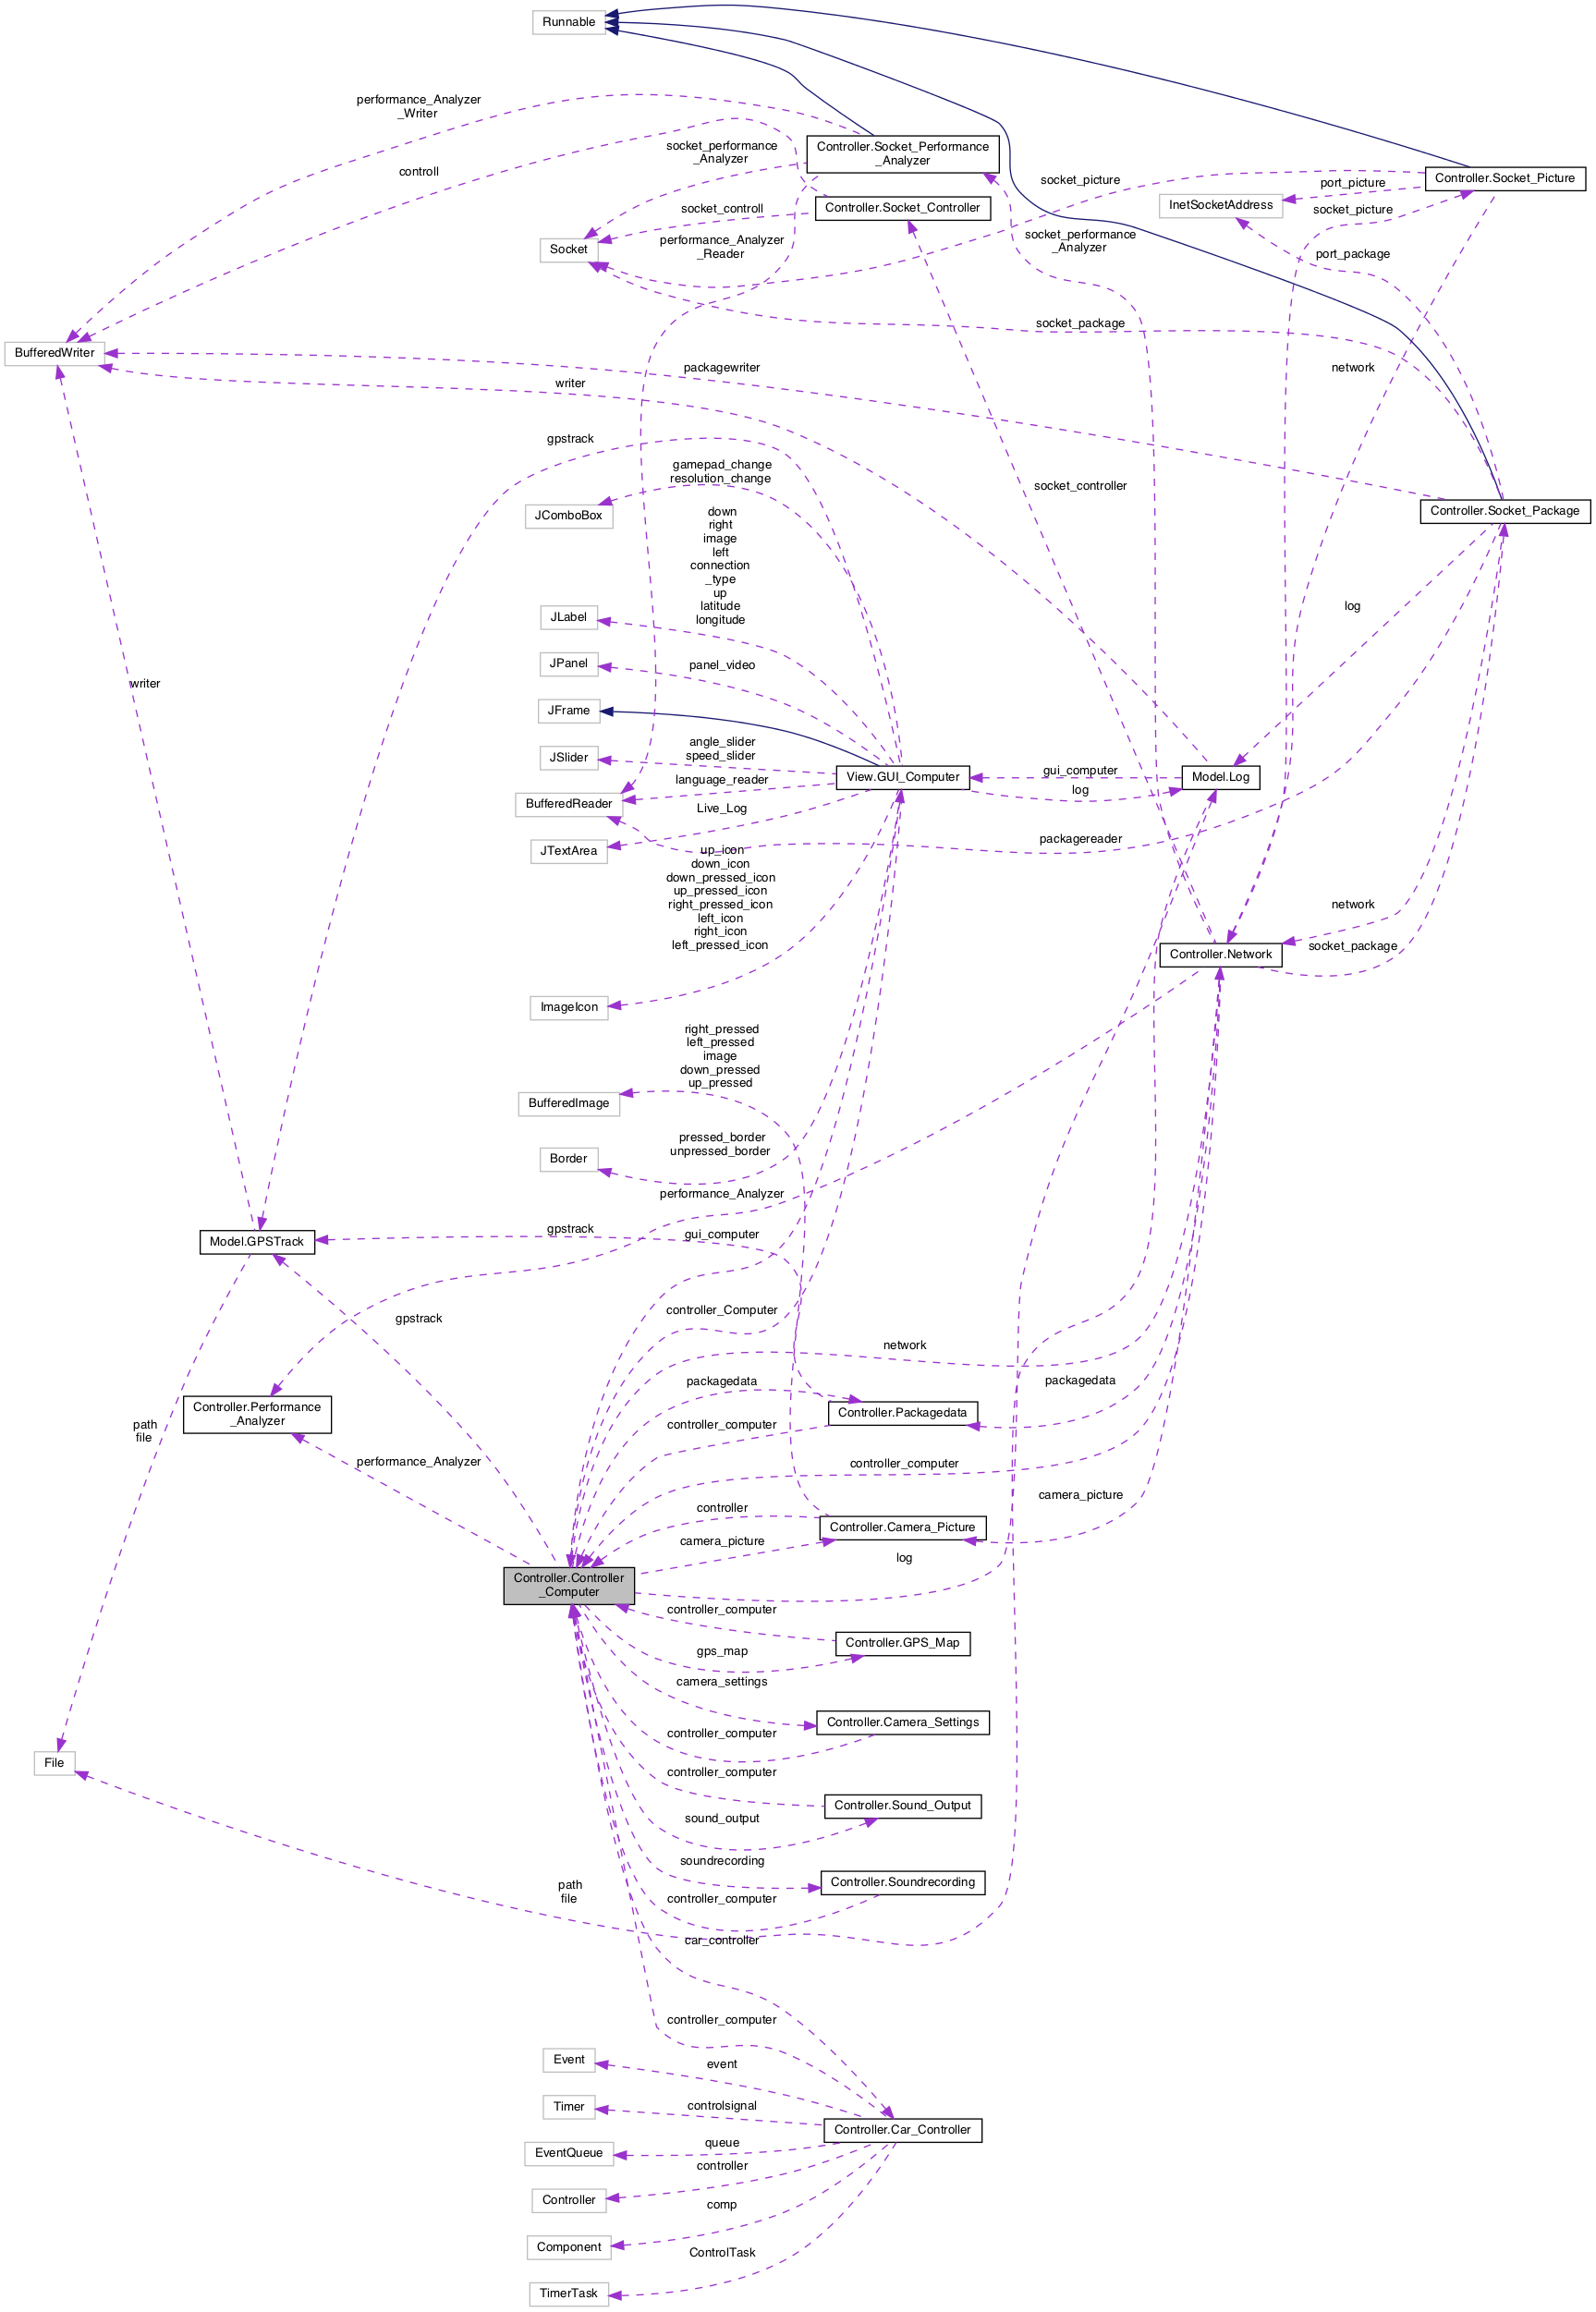 Runnable
performance_Analyzer
_Writer
controll
socket_performance
_Analyzer
Controller.Socket_Performance
_Analyzer
socket_picture
port_picture
Controller.Socket_Picture
InetSocketAddress
socket_picture
socket_controll
Controller.Socket_Controller
Socket
performance_Analyzer
_Reader
socket_performance
_Analyzer
port_package
BufferedWriter
socket_package
packagewriter
writer
network
gpstrack
gamepad_change
resolution_change
JComboBox
socket_controller
Controller.Socket_Package
down
right
image
left
connection
_type
up
latitude
longitude
JLabel
log
JPanel
panel_video
writer
JFrame
JSlider
angle_slider
speed_slider
View.GUI_Computer
gui_computer
log
Model.Log
language_reader
BufferedReader
Live_Log
JTextArea
packagereader
up_icon
down_icon
down_pressed_icon
up_pressed_icon
right_pressed_icon
left_icon
right_icon
left_pressed_icon
network
socket_package
Controller.Network
ImageIcon
right_pressed
left_pressed
image
down_pressed
up_pressed
BufferedImage
pressed_border
unpressed_border
Border
performance_Analyzer
gpstrack
gui_computer
Model.GPSTrack
gpstrack
controller_Computer
network
packagedata
packagedata
Controller.Performance
_Analyzer
Controller.Packagedata
controller_computer
path
file
performance_Analyzer
controller_computer
camera_picture
controller
Controller.Camera_Picture
camera_picture
log
Controller.Controller
_Computer
controller_computer
Controller.GPS_Map
gps_map
camera_settings
Controller.Camera_Settings
controller_computer
File
controller_computer
Controller.Sound_Output
sound_output
soundrecording
Controller.Soundrecording
path
file
controller_computer
car_controller
controller_computer
Event
event
Timer
controlsignal
Controller.Car_Controller
EventQueue
queue
controller
Controller
comp
Component
ControlTask
TimerTask